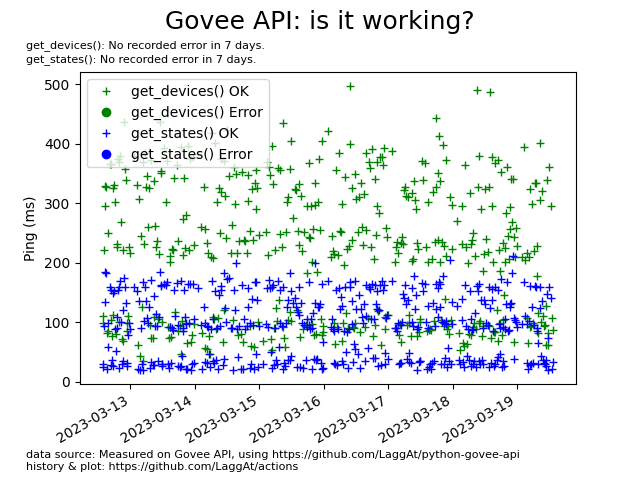 Govee API: is it working?
get_devices(): No recorded error in 7 days.
get_states(): No recorded error in 7 days.
500
400
300
200
100
0
Ping (ms)
get_devices() OK
get_devices() Error
get_states() OK
get_states() Error
2023-03-13
2023-03-14
2023-03-15
2023-03-16
2023-03-17
2023-03-18
2023-03-19
data source: Measured on Govee API, using https://github.com/LaggAt/python-govee-api
history & plot: https://github.com/LaggAt/actions